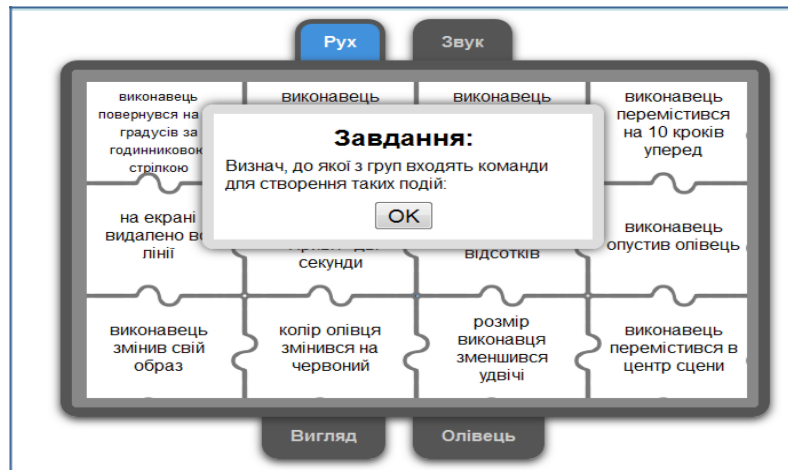 Рух
Звук
виконавець
повернувся на
градусів за
годинниковою
стрілкою
виконавець
виконавець
виконавець
перемістився
на 10 кроків
уперед
Завдання:
Визнач, до якої з груп входять команди
для створення таких подій:
OK
на екрані
видалено
лінії
секунди
відсотків
виконавець
опустив олівець
виконавець
змінив свій
образ
колір олівця
змінився на
червоний
розмір
виконавця
зменшився
удвічі
виконавець
перемістився в
центр сцени
Вигляд
Олівець